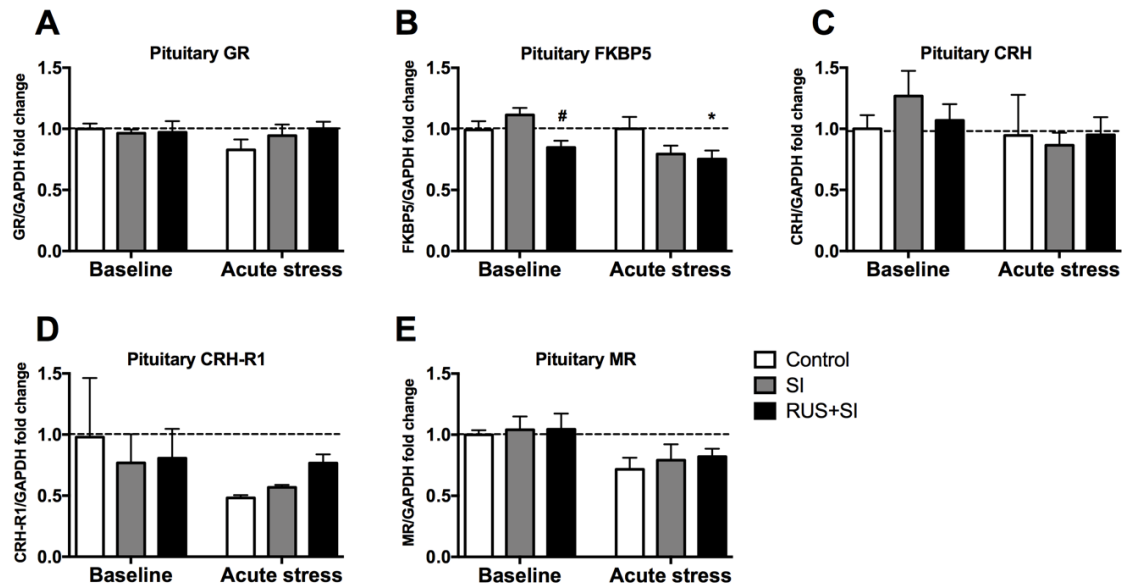 A
Pituitary GR
GR/GAPDH fold change
1.5
1.0
0.5
0.0
Baseline Acute stress
B
Pituitary FKBP5
FKBP5/GAPDH fold change
1.5
1.0
0.5
0.0
#
*
Baseline Acute stress
C
Pituitary CRH
CRH/GAPDH fold change
1.5
1.0
0.5
0.0
Baseline Acute stress
D
Pituitary CRH-R1
CRH-R1/GAPDH fold change
1.5
1.0
0.5
0.0
Baseline Acute stress
E
Pituitary MR
MR/GAPDH fold change
1.5
1.0
0.5
0.0
Baseline Acute stress
Control
SI
RUS+SI